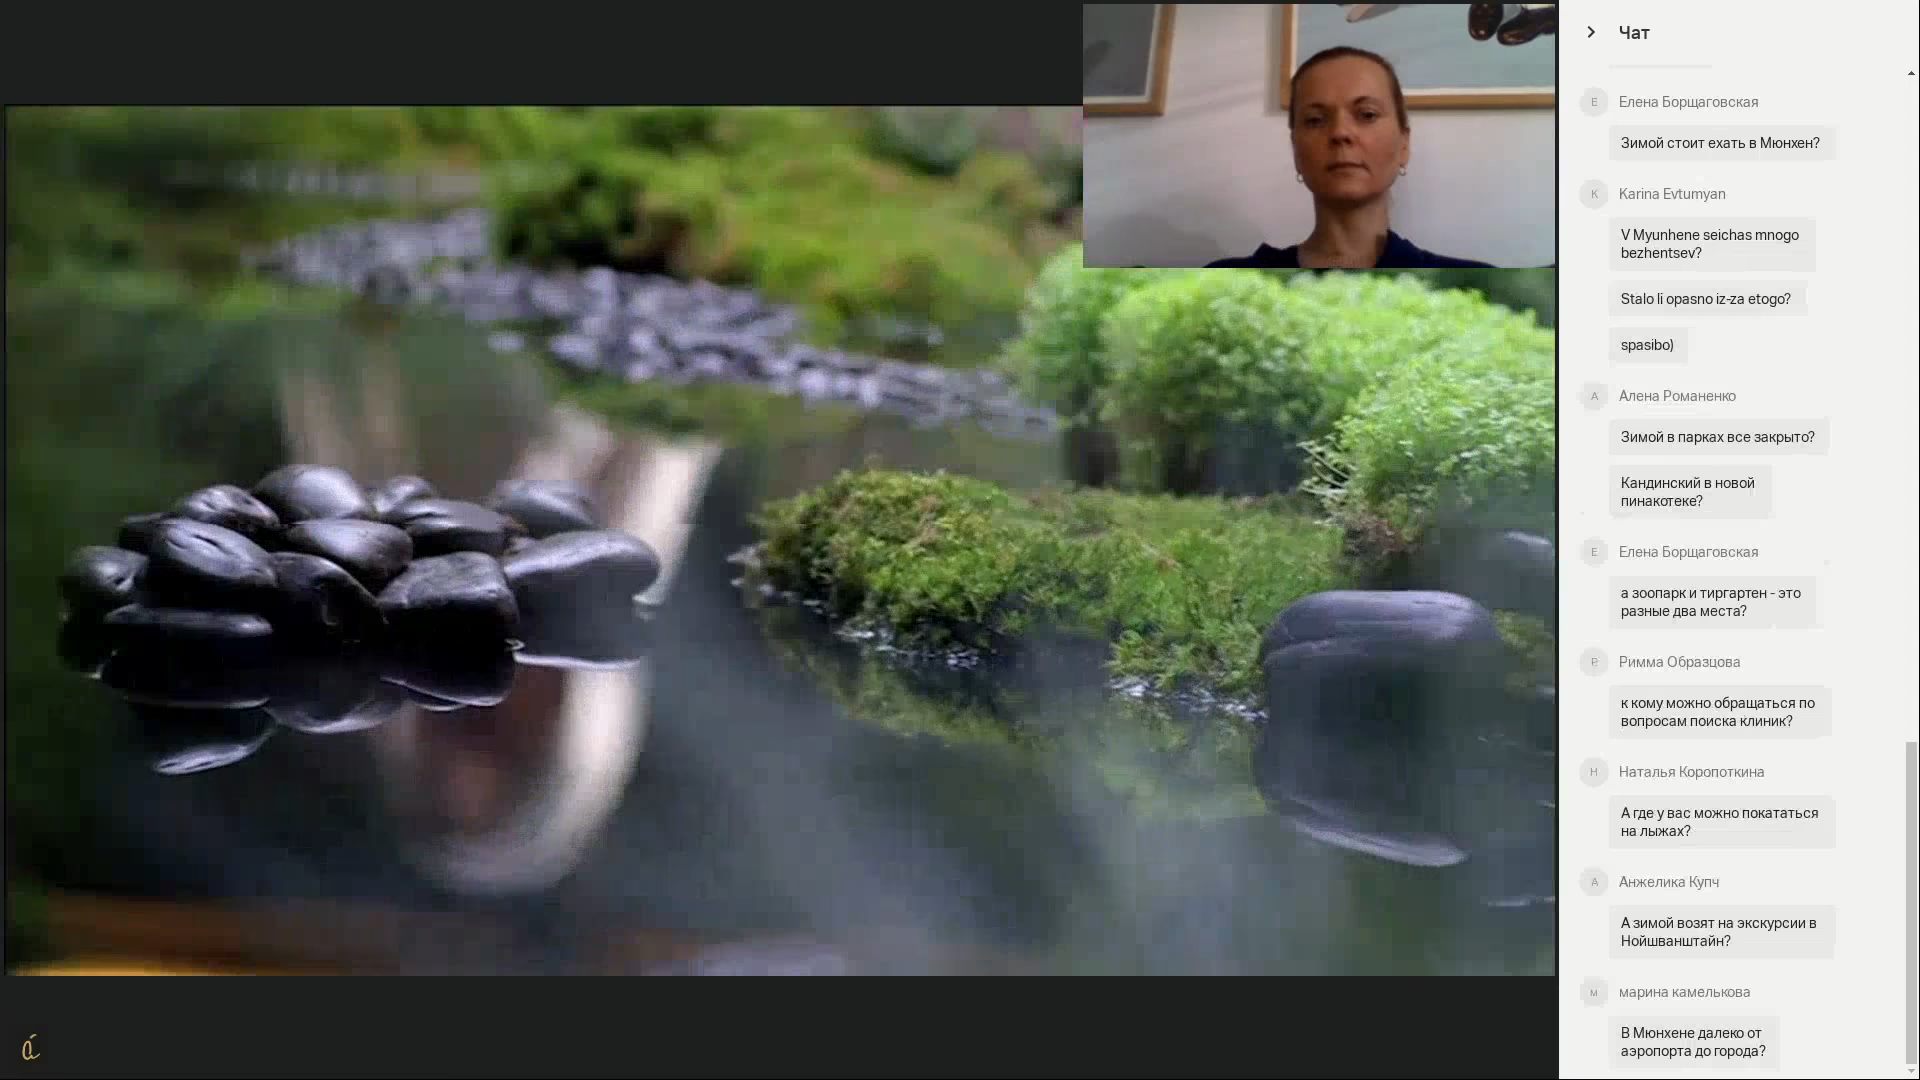 Чат
Е
Елена Борщаговская
Зимой стоит ехать в Мюнхен?
K
Karina Evtumyan
V Myunhene seichas mnogo
bezhentsev?
Stalo li opasno iz-za etogo?
spasibo)
А
Алена Романенко
Зимой в парках все закрыто?
Кандинский в новой
пинакотеке?
Е
Елена Борщаговская
а зоопарк и тиргартен - это
разные два места?
Р
Римма Образцова
к кому можно обращаться по
вопросам поиска клиник?
Н
Наталья Коропоткина
А где у вас можно покататься
на лыжах?
А
Анжелика Купч
А зимой возят на экскурсии в
Нойшванштайн?
м
марина камелькова
В Мюнхене далеко от
аэропорта до города?
á